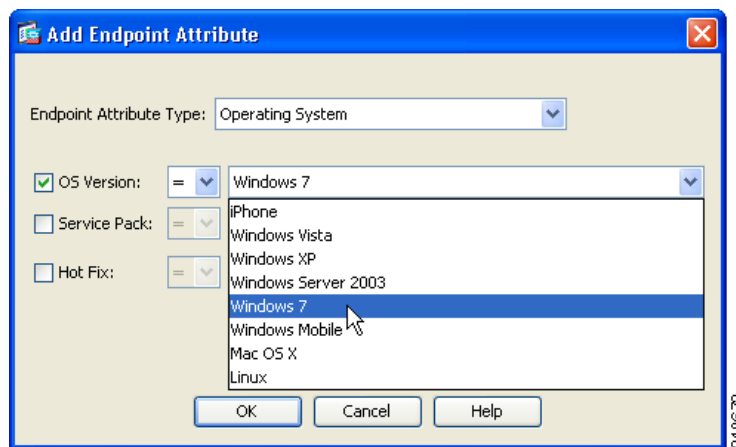 Add Endpoint Attribute
Endpoint Attribute Type: Operating System
OS Version: = Windows 7
iPhone
Service Pack: =
Windows Vista
Windows XP
Windows Server 2003
Hot Fix: =
Windows 7
Windows Mobile
Mac OS X
Linux
OK Cancel Help